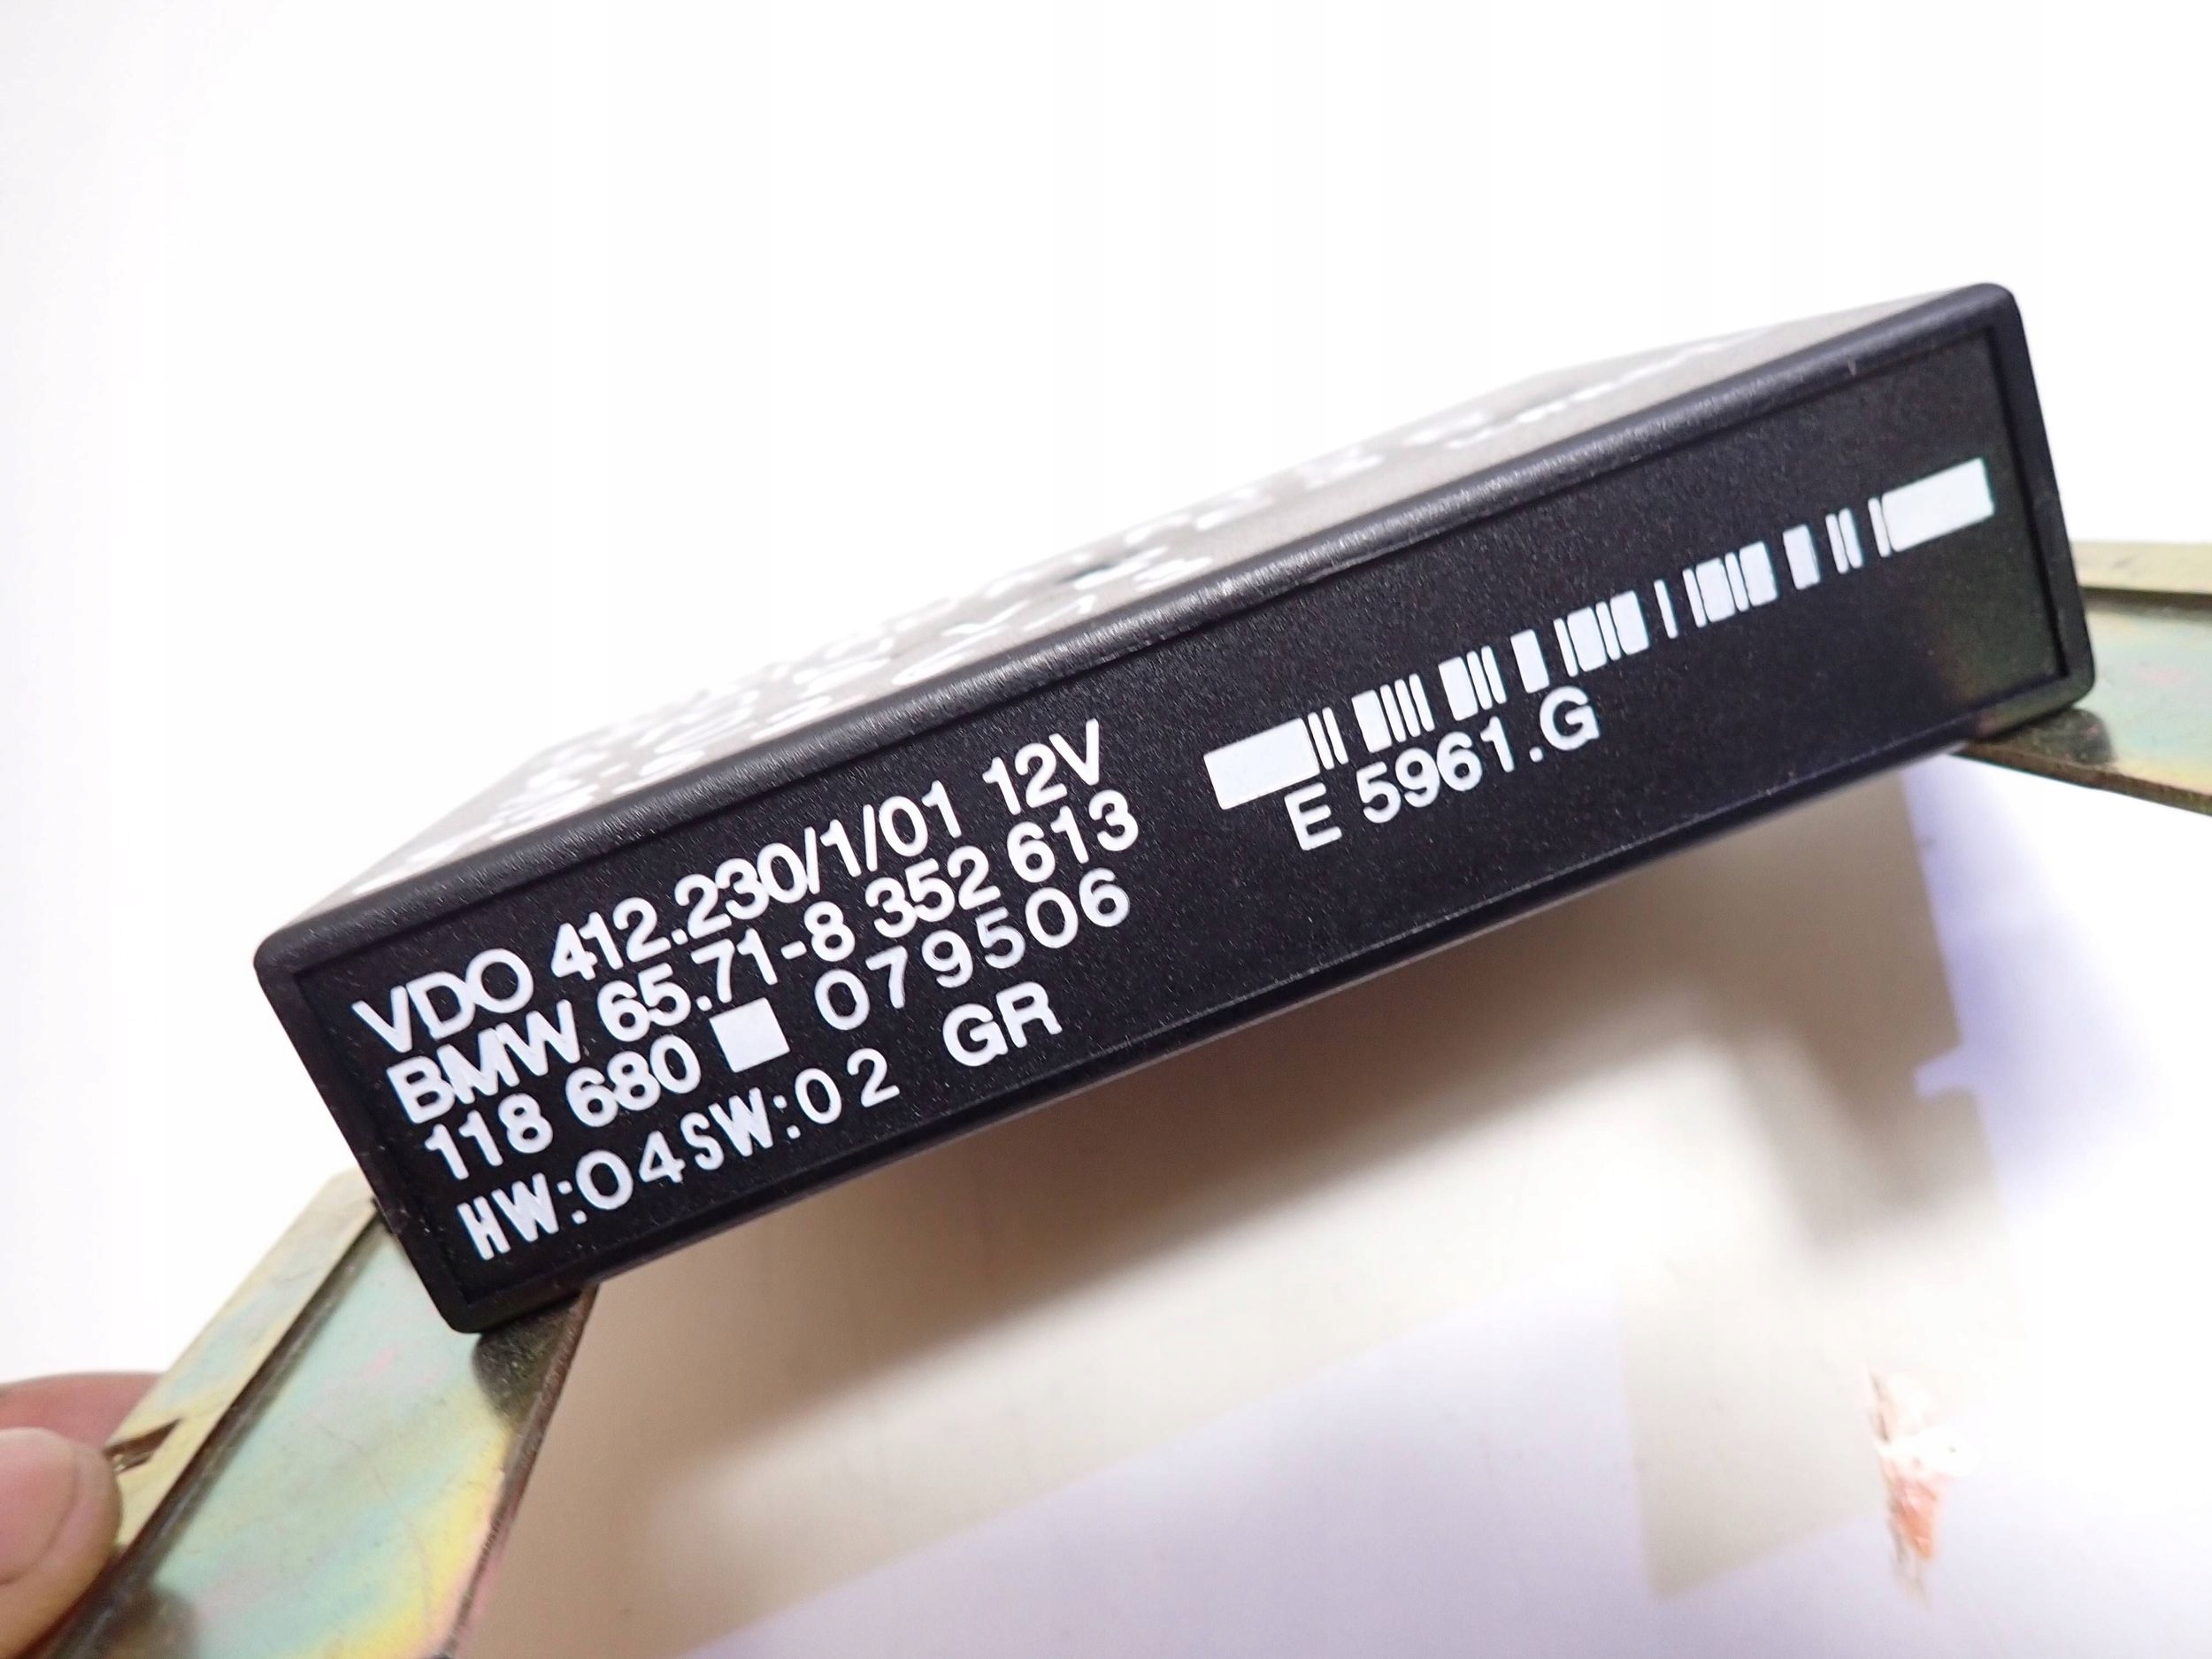 VDO 412.230/1/01 12V
BMW 65.71-8 352 613
118 680 ■ 079506
HW:04SW:02 GR
E 5961.G